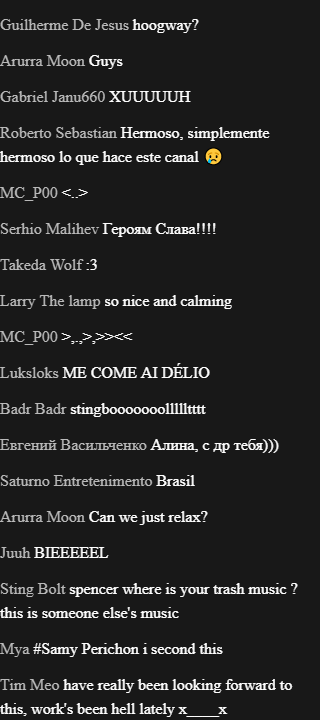 Guilherme De Jesus hoogway?
Arurra Moon Guys
Gabriel Janu660 XUUUUUH
Roberto Sebastian Hermoso, simplemente
hermoso lo que hace este canal 😥
MC_P00 <..>
Serhio Malihev Героям Слава!!!!
Takeda Wolf :3
Larry The lamp so nice and calming
MC_P00 >,.,>,>><<
Luksloks ME COME AI DÉLIO
Badr Badr stingbooooooolllllltttt
Евгений Васильченко Алина, с др тебя)))
Saturno Entretenimento Brasil
Arurra Moon Can we just relax?
Juuh BIEEEEEL
Sting Bolt spencer where is your trash music ?
this is someone else's music
Mya #Samy Perichon i second this
Tim Meo have really been looking forward to
this, work's been hell lately x____x